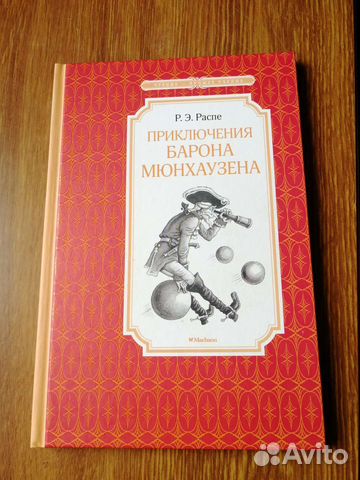 Р. Э. Распе
ПРИКЛЮЧЕНИЯ
БАРОНА
МЮНХАУЗЕНА
Machaon
Avito